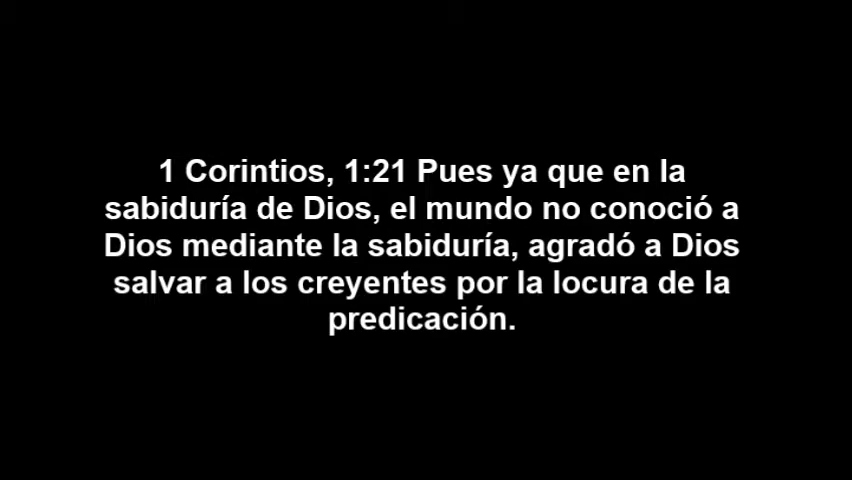 1 Corintios, 1:21 Pues ya que en la
sabiduría de Dios, el mundo no conoció a
Dios mediante la sabiduría, agradó a Dios
salvar a los creyentes por la locura de la
predicación.